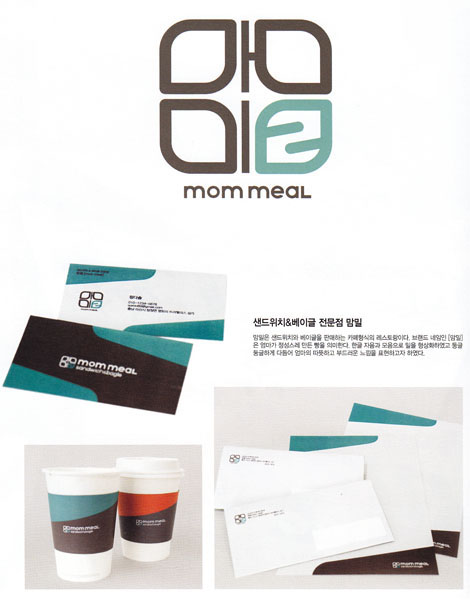 맘밀
mom meal
mom meal
sandwich&bagle
샌드위치&베이글 전문점 맘밀
맘밀은 샌드위치와 베이글을 판매하는 카페형식의 레스토랑이다. 브랜드 네임인 [맘밀]
은 엄마가 정성스레 만든 빵을 의미한다. 한글 자음과 모음으로 밀을 형상화하였고 둥글
둥글하게 다듬어 엄마의 따뜻하고 부드러운 느낌을 표현하고자 하였다.
mom meal
mom meal
mom meal